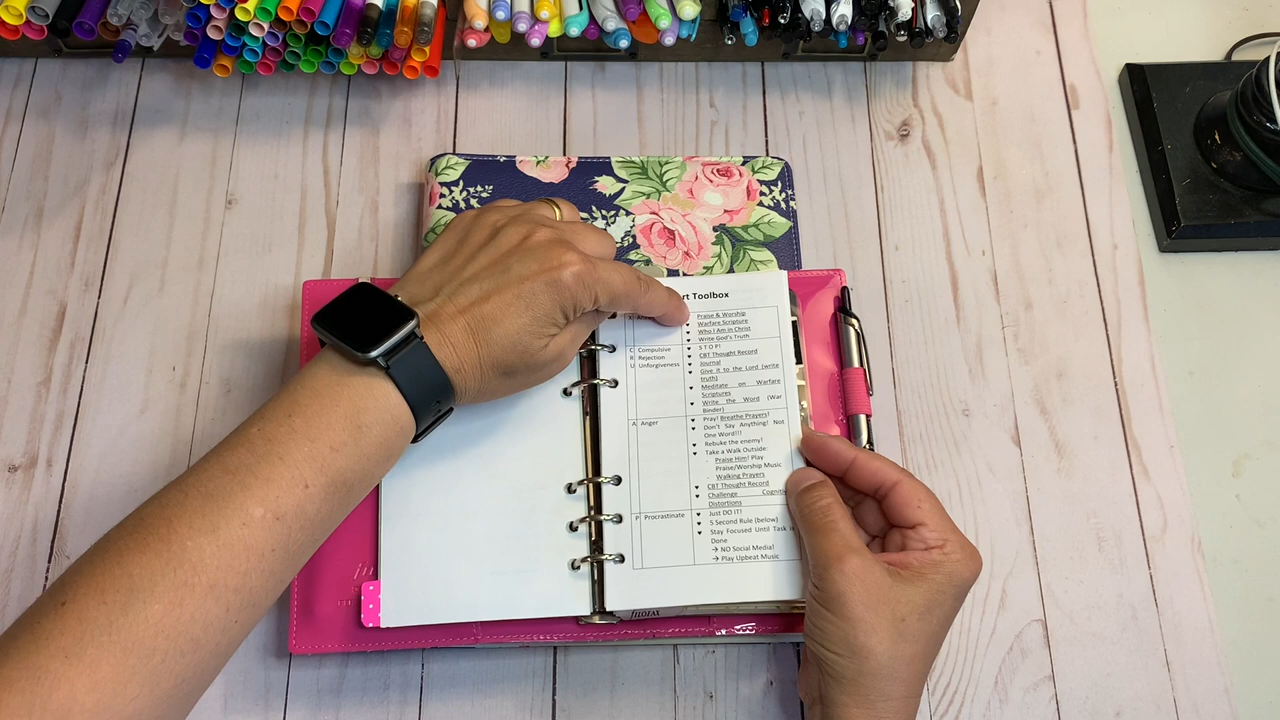 rt Toolbox
Praise & Worship
Warfare Scripture
Who I Am in Christ
Write God's Truth
C Compulsive
R Rejection
U Unforgiveness
S T O P!
CBT Thought Record
Journal
Give it to the Lord (write
truth)
Meditate on Warfare
Scriptures
Write the Word (War
Binder)
A Anger
Pray! Breathe Prayers!
Don't Say Anything! Not
One Word!!!
Rebuke the enemy!
Take a Walk Outside:
- Praise Him! Play
Praise/Worship Music
- Walking Prayers
CBT Thought Record
Challenge Cogniti
Distortions
P Procrastinate
Just DO IT!
5 Second Rule (below)
Stay Focused Until Task is
Done
→ NO Social Media!
→ Play Upbeat Music
filofax